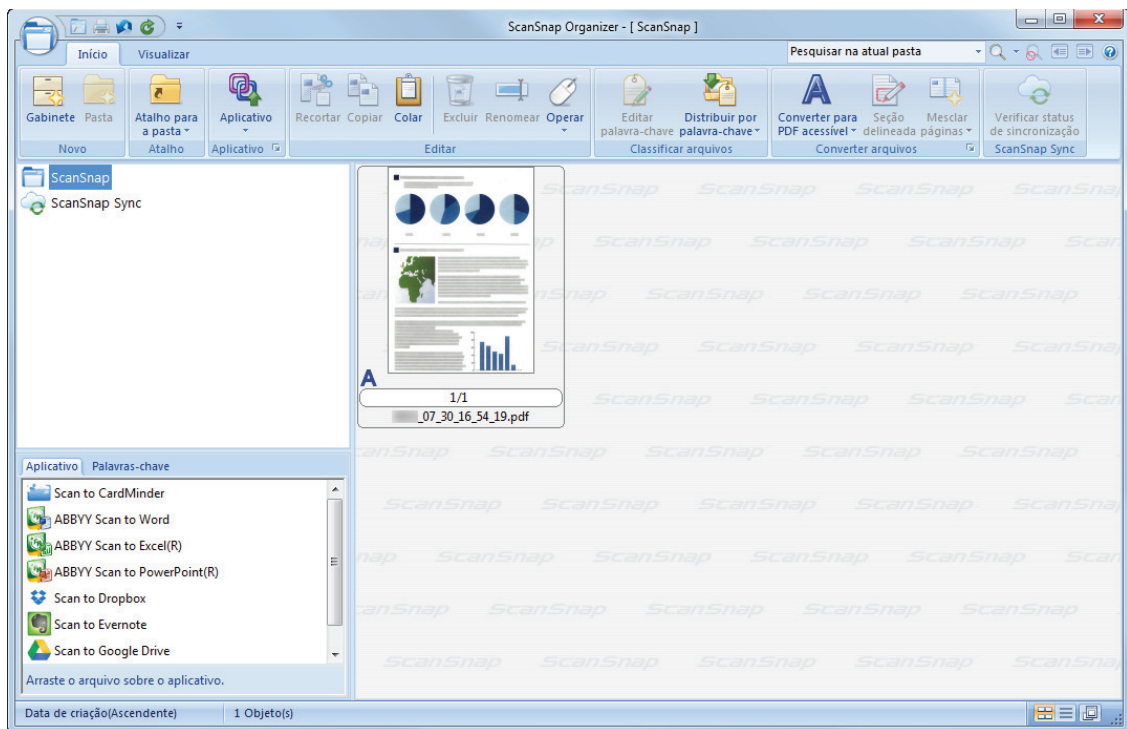 ScanSnap Organizer - [ ScanSnap ]
Início Visualizar Pesquisar na atual pasta
Gabinete Pasta Atalho para a pasta Aplicativo Recortar Copiar Colar Excluir Renomear Operar Editar palavra-chave Distribuir por palavra-chave Converter para PDF acessível Seção delineada Mesclar páginas Verificar status de sincronização
Novo Atalho Aplicativo Editar Classificar arquivos Converter arquivos ScanSnap Sync
ScanSnap
ScanSnap Sync
A
1/1
_07_30_16_54_19.pdf
Aplicativo Palavras-chave
Scan to CardMinder
ABBYY Scan to Word
ABBYY Scan to Excel(R)
ABBYY Scan to PowerPoint(R)
Scan to Dropbox
Scan to Evernote
Scan to Google Drive
Arraste o arquivo sobre o aplicativo.
Data de criação(Ascendente) 1 Objeto(s)